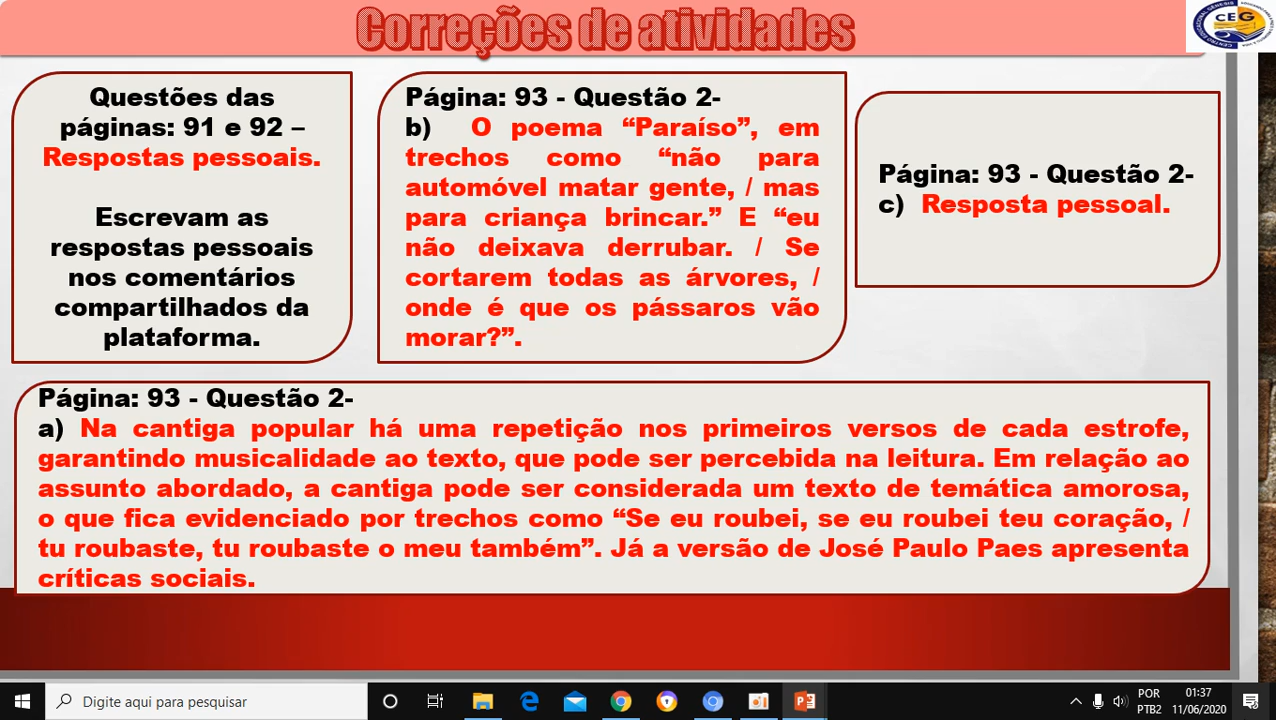 Correções de atividades
CEG
Questões das
páginas: 91 e 92 –
Respostas pessoais.
Escrevam as
respostas pessoais
nos comentários
compartilhados da
plataforma.
Página: 93 - Questão 2-
b) O poema “Paraíso”, em
trechos como “não para
automóvel matar gente, / mas
para criança brincar.” E “eu
não deixava derrubar. / Se
cortarem todas as árvores, /
onde é que os pássaros vão
morar?”.
Página: 93 - Questão 2-
c) Resposta pessoal.
Página: 93 - Questão 2-
a) Na cantiga popular há uma repetição nos primeiros versos de cada estrofe,
garantindo musicalidade ao texto, que pode ser percebida na leitura. Em relação ao
assunto abordado, a cantiga pode ser considerada um texto de temática amorosa,
o que fica evidenciado por trechos como “Se eu roubei, se eu roubei teu coração, /
tu roubaste, tu roubaste o meu também”. Já a versão de José Paulo Paes apresenta
críticas sociais.
Digite aqui para pesquisar
POR
PTB2
01:37
11/06/2020